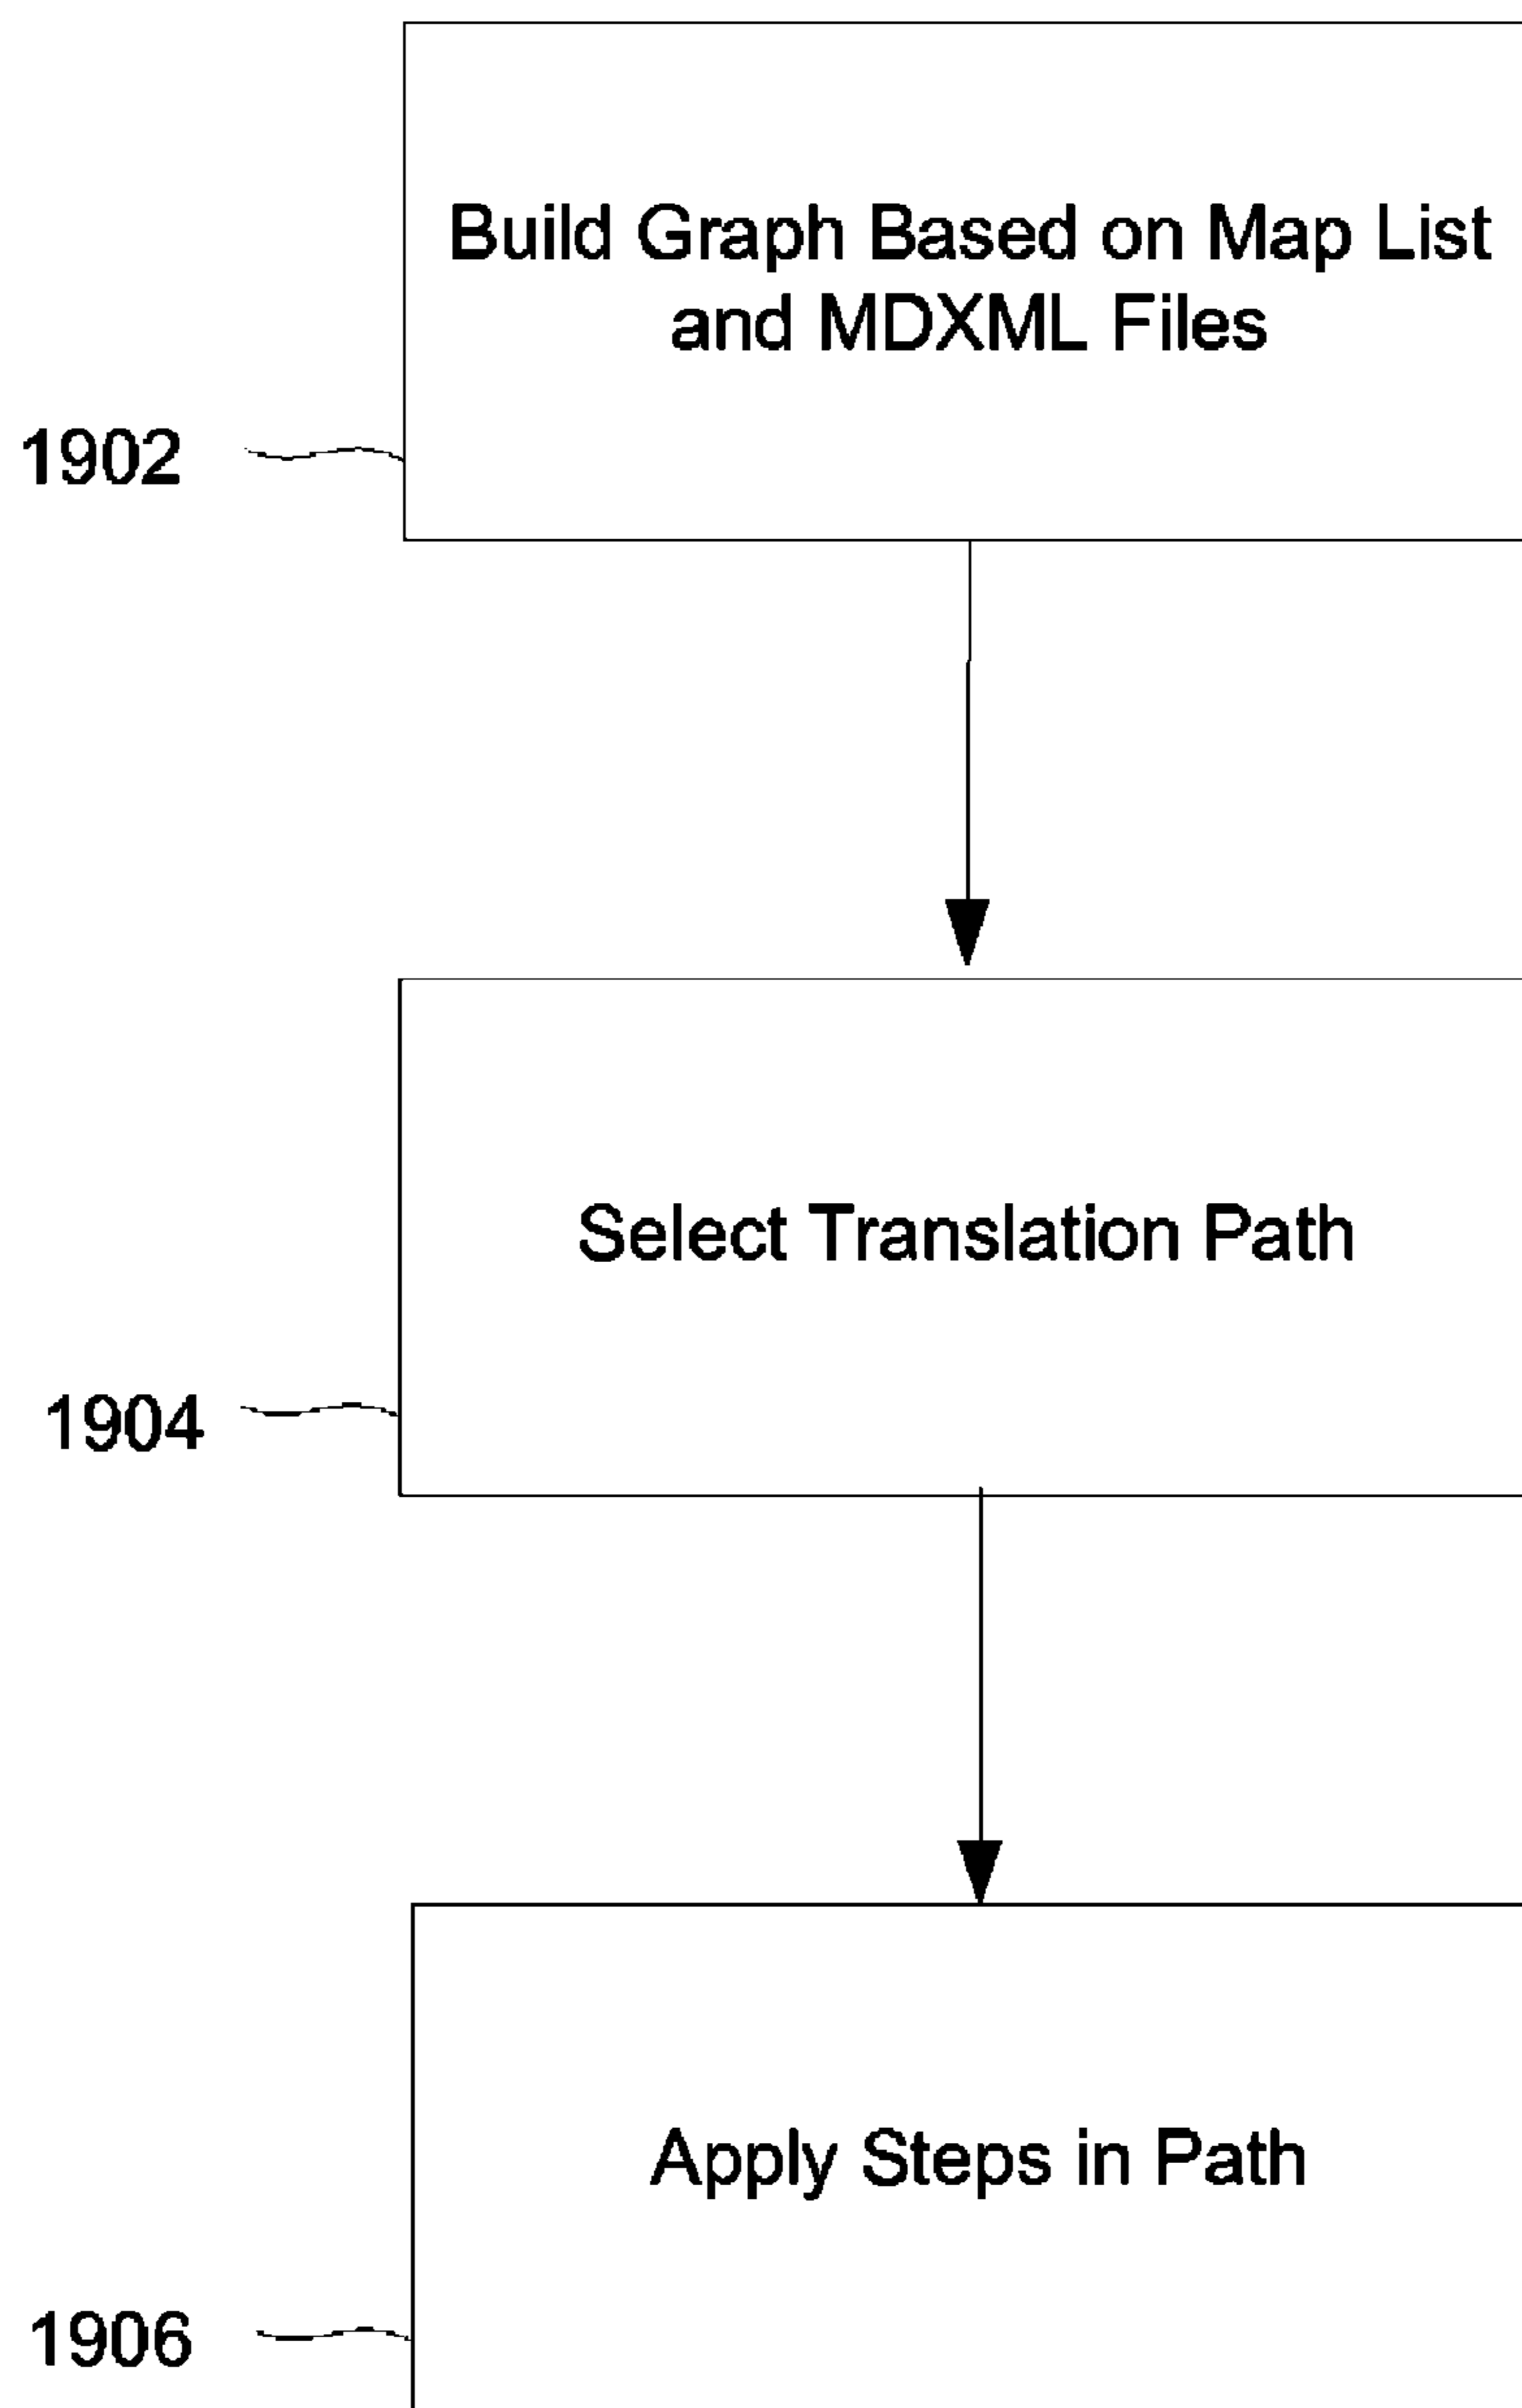 Build Graph Based on Map List
and MDXML Files
1902
Select Translation Path
1904
Apply Steps in Path
1906